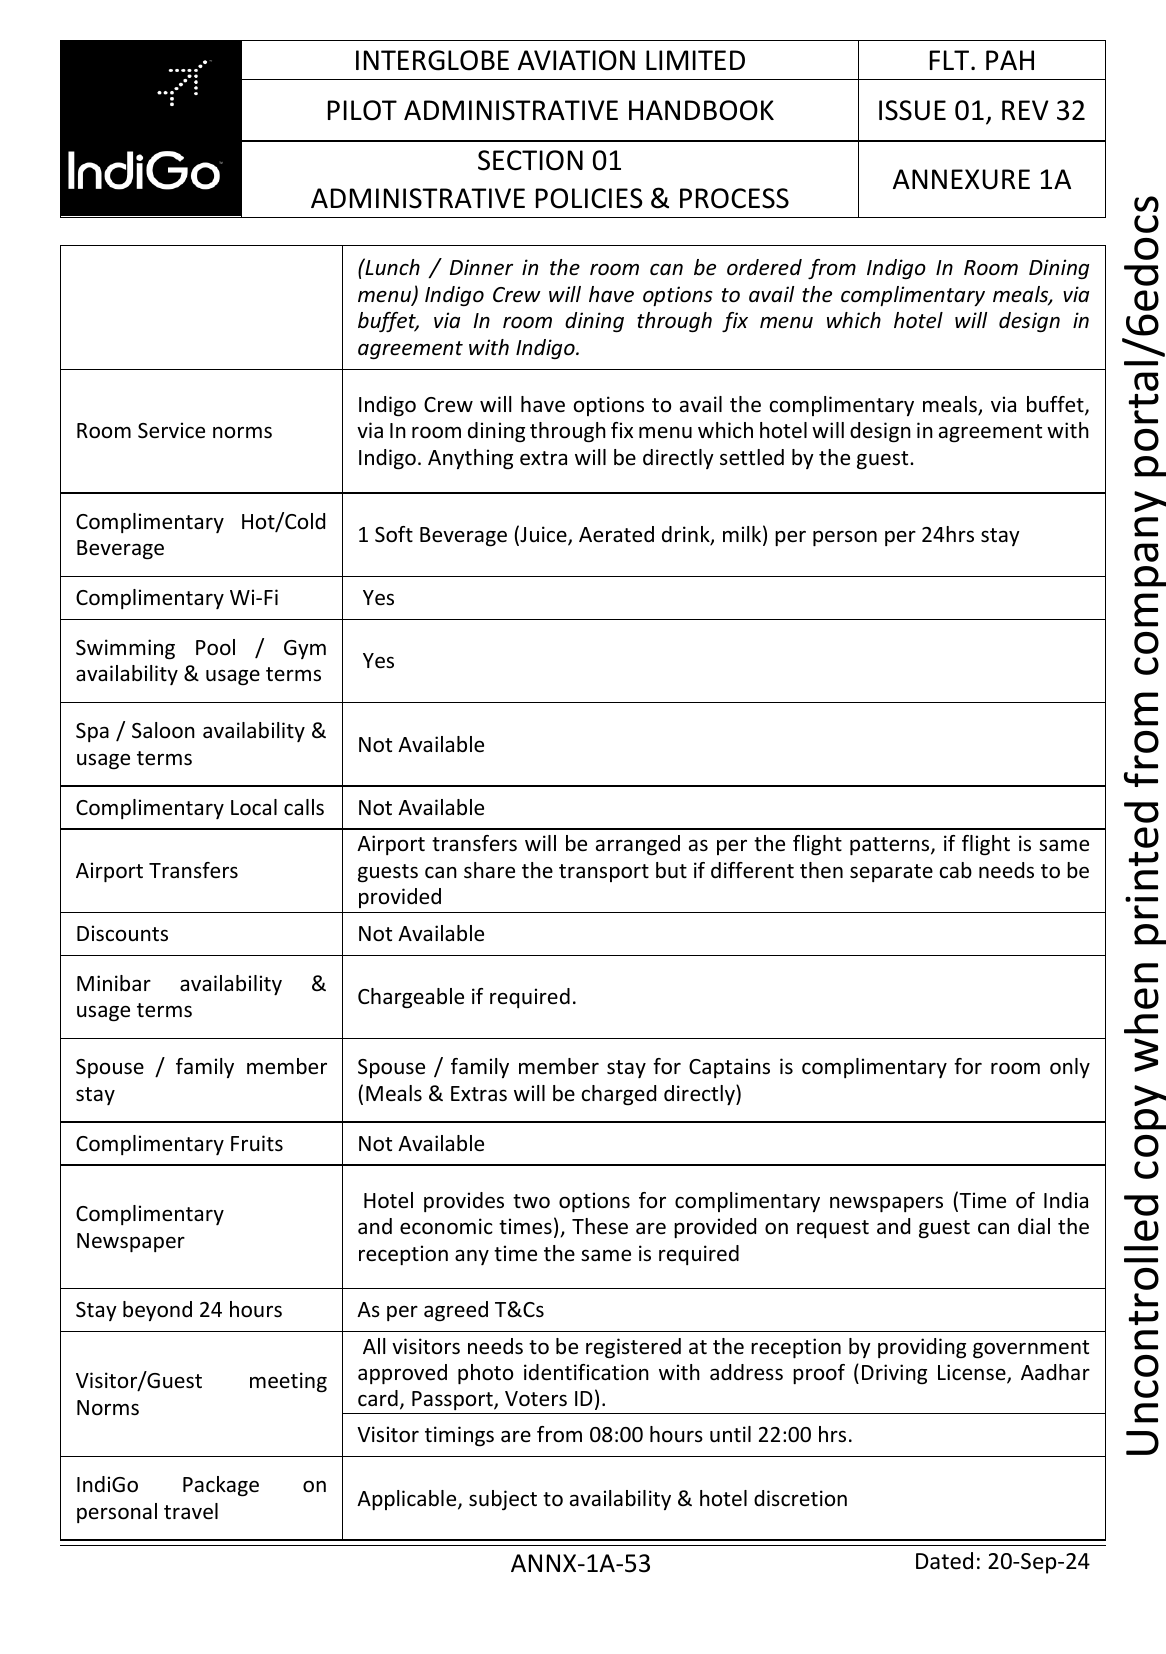 IndiGo
INTERGLOBE AVIATION LIMITED
FLT. PAH
PILOT ADMINISTRATIVE HANDBOOK
ISSUE 01, REV 32
SECTION 01
ADMINISTRATIVE POLICIES & PROCESS
ANNEXURE 1A
(Lunch / Dinner in the room can be ordered from Indigo In Room Dining
menu) Indigo Crew will have options to avail the complimentary meals, via
buffet, via In room dining through fix menu which hotel will design in
agreement with Indigo.
Room Service norms
Indigo Crew will have options to avail the complimentary meals, via buffet,
via In room dining through fix menu which hotel will design in agreement with
Indigo. Anything extra will be directly settled by the guest.
Complimentary Hot/Cold
Beverage
1 Soft Beverage (Juice, Aerated drink, milk) per person per 24hrs stay
Complimentary Wi-Fi
Yes
Swimming Pool / Gym
availability & usage terms
Yes
Spa / Saloon availability &
usage terms
Not Available
Complimentary Local calls
Not Available
Airport Transfers
Airport transfers will be arranged as per the flight patterns, if flight is same
guests can share the transport but if different then separate cab needs to be
provided
Discounts
Not Available
Minibar availability &
usage terms
Chargeable if required.
Spouse / family member
stay
Spouse / family member stay for Captains is complimentary for room only
(Meals & Extras will be charged directly)
Complimentary Fruits
Not Available
Complimentary
Newspaper
Hotel provides two options for complimentary newspapers (Time of India
and economic times), These are provided on request and guest can dial the
reception any time the same is required
Stay beyond 24 hours
As per agreed T&Cs
Visitor/Guest meeting
Norms
All visitors needs to be registered at the reception by providing government
approved photo identification with address proof (Driving License, Aadhar
card, Passport, Voters ID).
Visitor timings are from 08:00 hours until 22:00 hrs.
IndiGo Package on
personal travel
Applicable, subject to availability & hotel discretion
ANNX-1A-53
Dated: 20-Sep-24
Uncontrolled copy when printed from company portal/6edocs